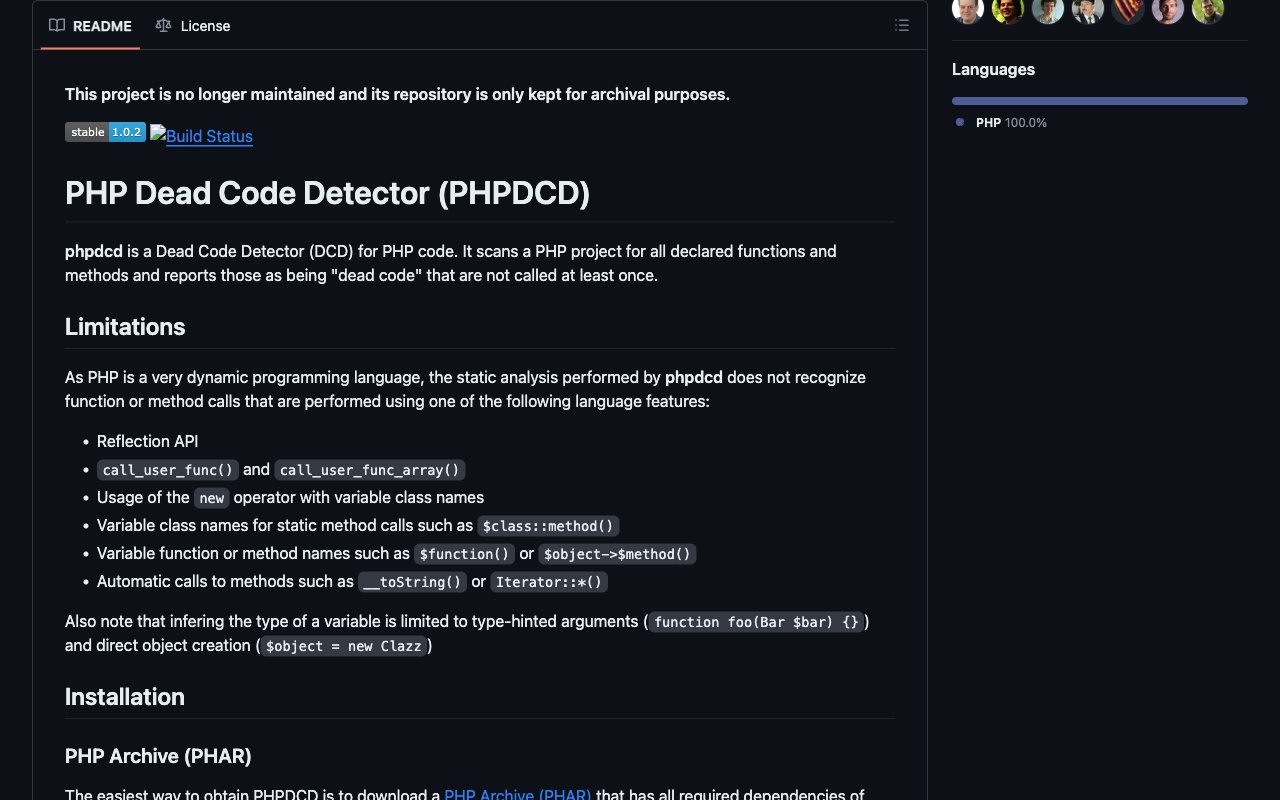 README License
This project is no longer maintained and its repository is only kept for archival purposes.
stable 1.0.2 Build Status
PHP Dead Code Detector (PHPDCD)
phpdcd is a Dead Code Detector (DCD) for PHP code. It scans a PHP project for all declared functions and
methods and reports those as being "dead code" that are not called at least once.
Limitations
As PHP is a very dynamic programming language, the static analysis performed by phpdcd does not recognize
function or method calls that are performed using one of the following language features:
• Reflection API
• call_user_func() and call_user_func_array()
• Usage of the new operator with variable class names
• Variable class names for static method calls such as $class::method()
• Variable function or method names such as $function() or $object->$method()
• Automatic calls to methods such as __toString() or Iterator::*()
Also note that infering the type of a variable is limited to type-hinted arguments (function foo(Bar $bar) {})
and direct object creation ($object = new Clazz)
Installation
PHP Archive (PHAR)
The easiest way to obtain PHPDCD is to download a PHP Archive (PHAR) that has all required dependencies of
Languages
PHP 100.0%